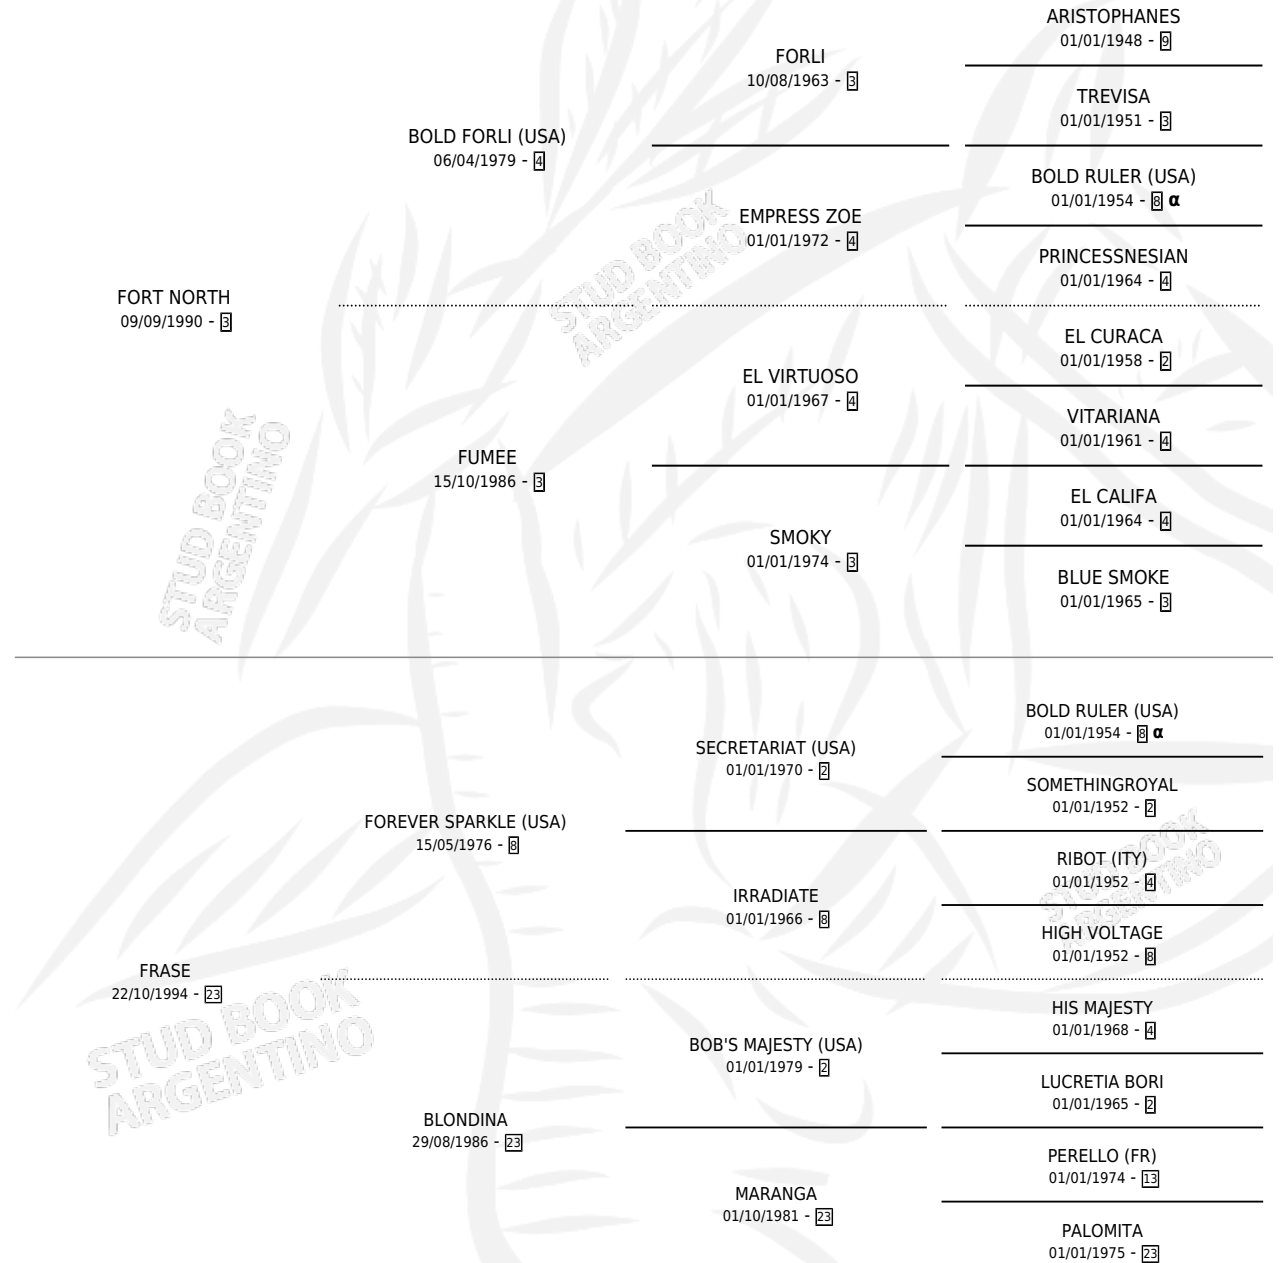 ARISTOPHANES
01/01/1948 - 9
FORLI
10/08/1963 - 3
TREVISA
01/01/1951 - 3
BOLD FORLI (USA)
06/04/1979 - 4
BOLD RULER (USA)
01/01/1954 - 8 α
EMPRESS ZOE
01/01/1972 - 4
PRINCESSNESIAN
01/01/1964 - 4
STUD BOOK
ARGENTINO
FORT NORTH
09/09/1990 - 3
EL CURACA
01/01/1958 - 2
EL VIRTUOSO
01/01/1967 - 4
VITARIANA
01/01/1961 - 4
FUMEE
15/10/1986 - 3
EL CALIFA
01/01/1964 - 4
SMOKY
01/01/1974 - 3
BLUE SMOKE
01/01/1965 - 3
STUD BOOK
ARGENTINO
BOLD RULER (USA)
01/01/1954 - 8 α
SECRETARIAT (USA)
01/01/1970 - 2
SOMETHINGROYAL
01/01/1952 - 2
FOREVER SPARKLE (USA)
15/05/1976 - 8
RIBOT (ITY)
01/01/1952 - 4
IRRADIATE
01/01/1966 - 8
HIGH VOLTAGE
01/01/1952 - 8
STUD BOOK
ARGENTINO
FRASE
22/10/1994 - 23
HIS MAJESTY
01/01/1968 - 4
BOB'S MAJESTY (USA)
01/01/1979 - 2
LUCRETIA BORI
01/01/1965 - 2
BLONDINA
29/08/1986 - 23
PERELLO (FR)
01/01/1974 - 13
MARANGA
01/10/1981 - 23
PALOMITA
01/01/1975 - 23
STUD BOOK
ARGENTINO